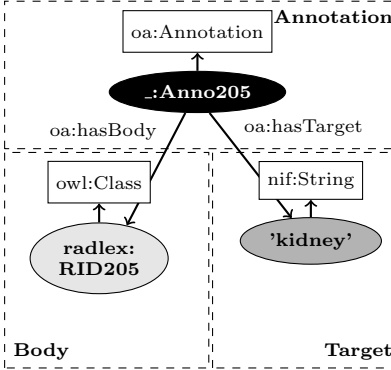 Annotation
oa:Annotation
_:Anno205
oa:hasBody
oa:hasTarget
owl:Class
nif:String
radlex:
RID205
'kidney'
Body
Target